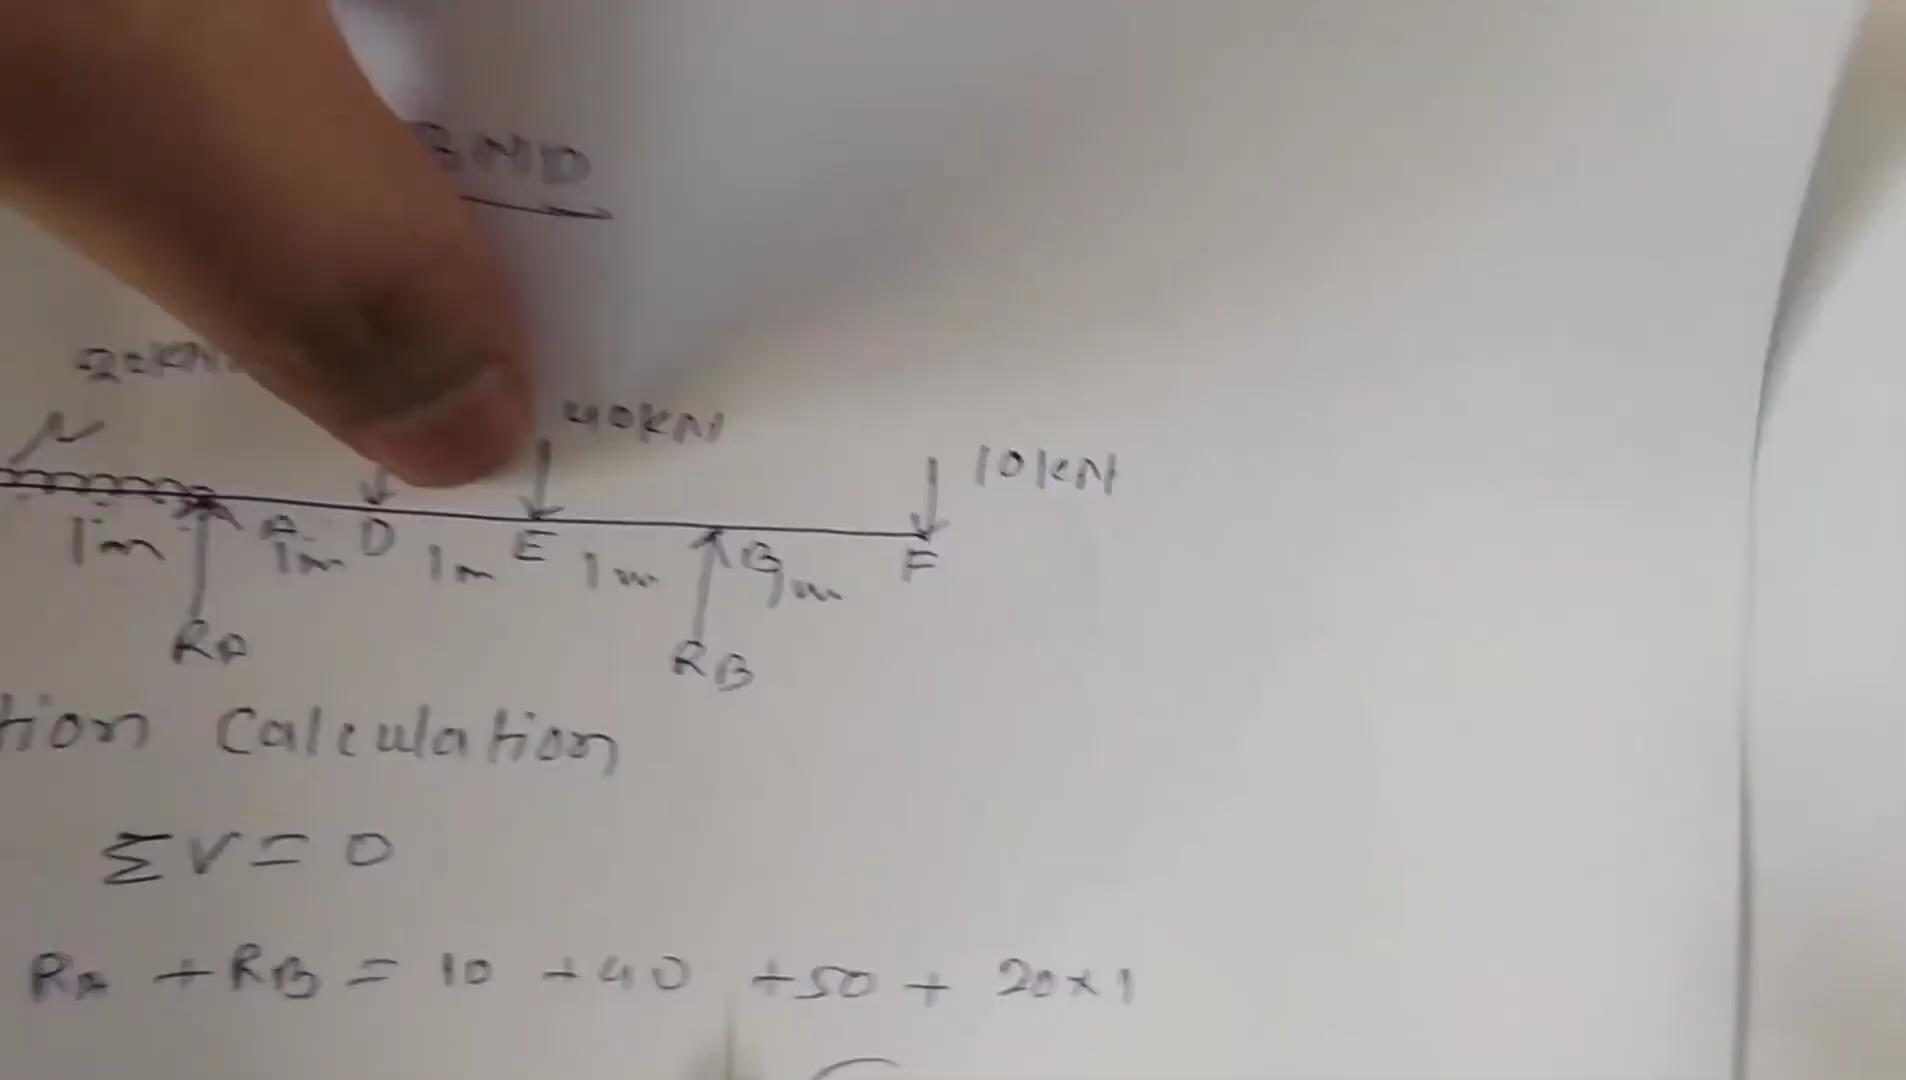 BMD
20kN
40kN
10kN
1m A 1m D 1m E 1m B 1m F
RA
RB
tion Calculation
ΣV = 0
RA + RB = 10 + 40 + 50 + 20×1